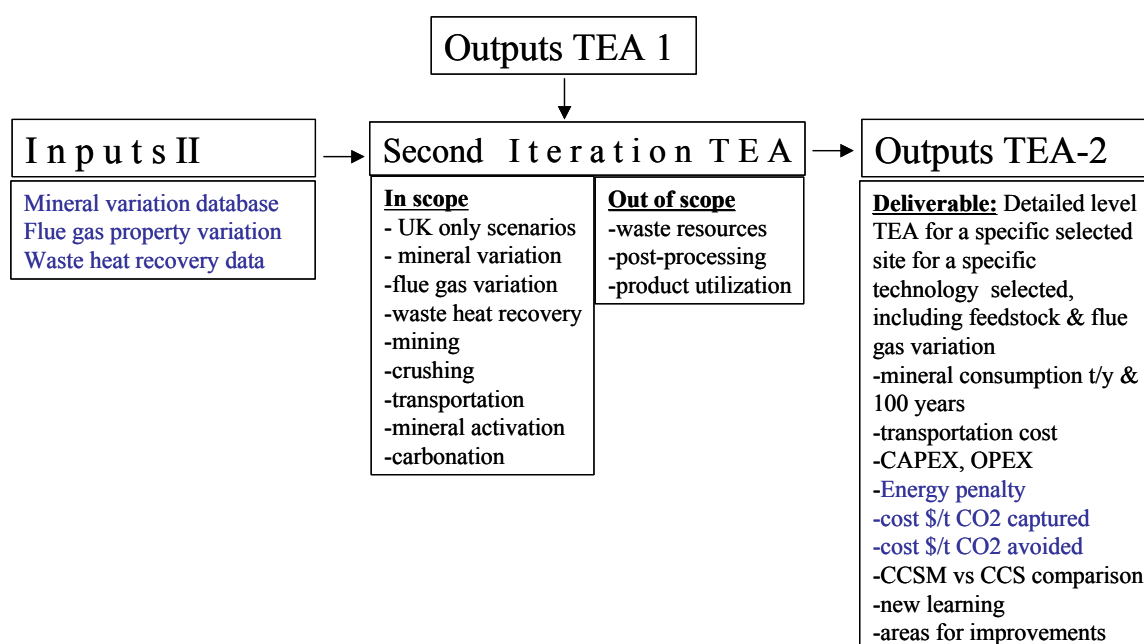 Outputs TEA 1
Inputs II
Mineral variation database
Flue gas property variation
Waste heat recovery data
Second Iteration TEA
In scope
- UK only scenarios
- mineral variation
-flue gas variation
-waste heat recovery
-mining
-crushing
-transportation
-mineral activation
-carbonation
Out of scope
-waste resources
-post-processing
-product utilization
Outputs TEA-2
Deliverable: Detailed level
TEA for a specific selected
site for a specific
technology selected,
including feedstock & flue
gas variation
-mineral consumption t/y &
100 years
-transportation cost
-CAPEX, OPEX
-Energy penalty
-cost $/t CO2 captured
-cost $/t CO2 avoided
-CCSM vs CCS comparison
-new learning
-areas for improvements